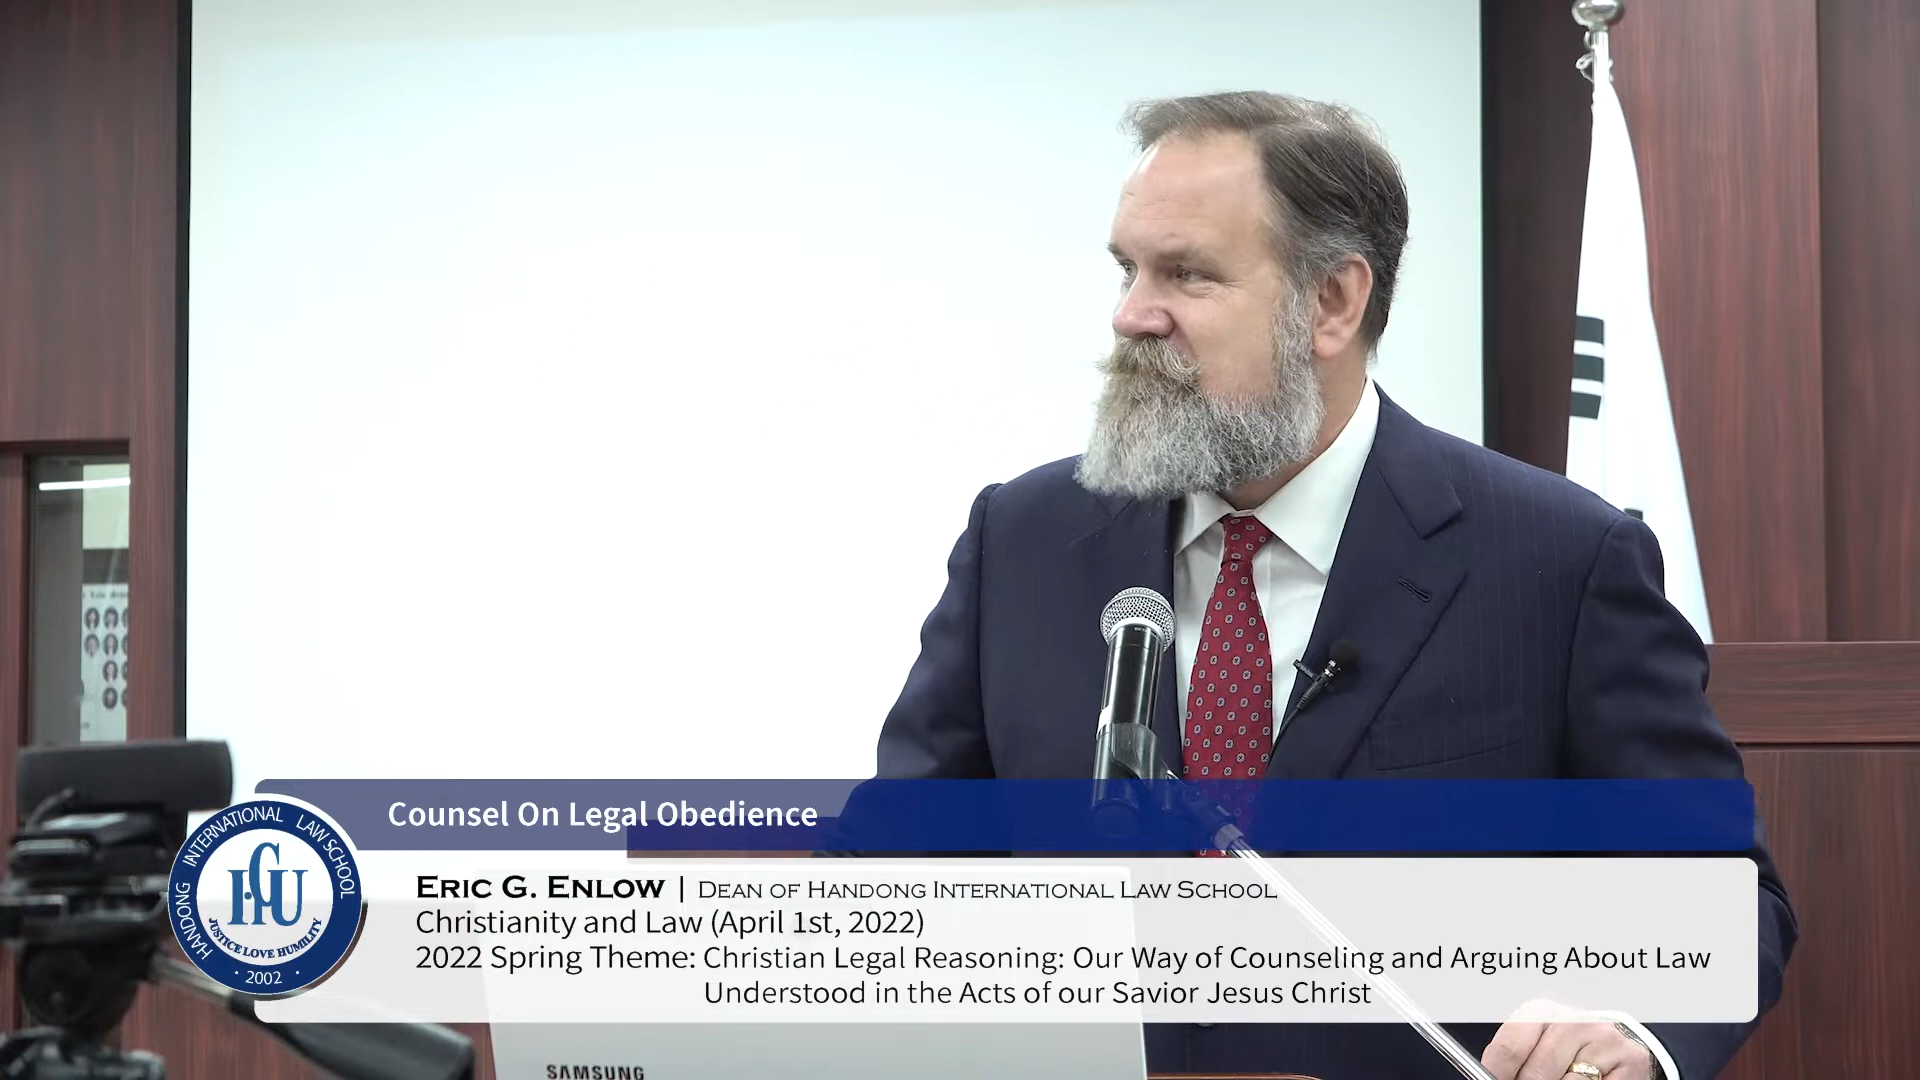 Counsel On Legal Obedience
HANDONG INTERNATIONAL LAW SCHOOL
HGU
JUSTICE LOVE HUMILITY
· 2002 ·
ERIC G. ENLOW | DEAN OF HANDONG INTERNATIONAL LAW SCHOOL
Christianity and Law (April 1st, 2022)
2022 Spring Theme: Christian Legal Reasoning: Our Way of Counseling and Arguing About Law
Understood in the Acts of our Savior Jesus Christ
SAMSUNG